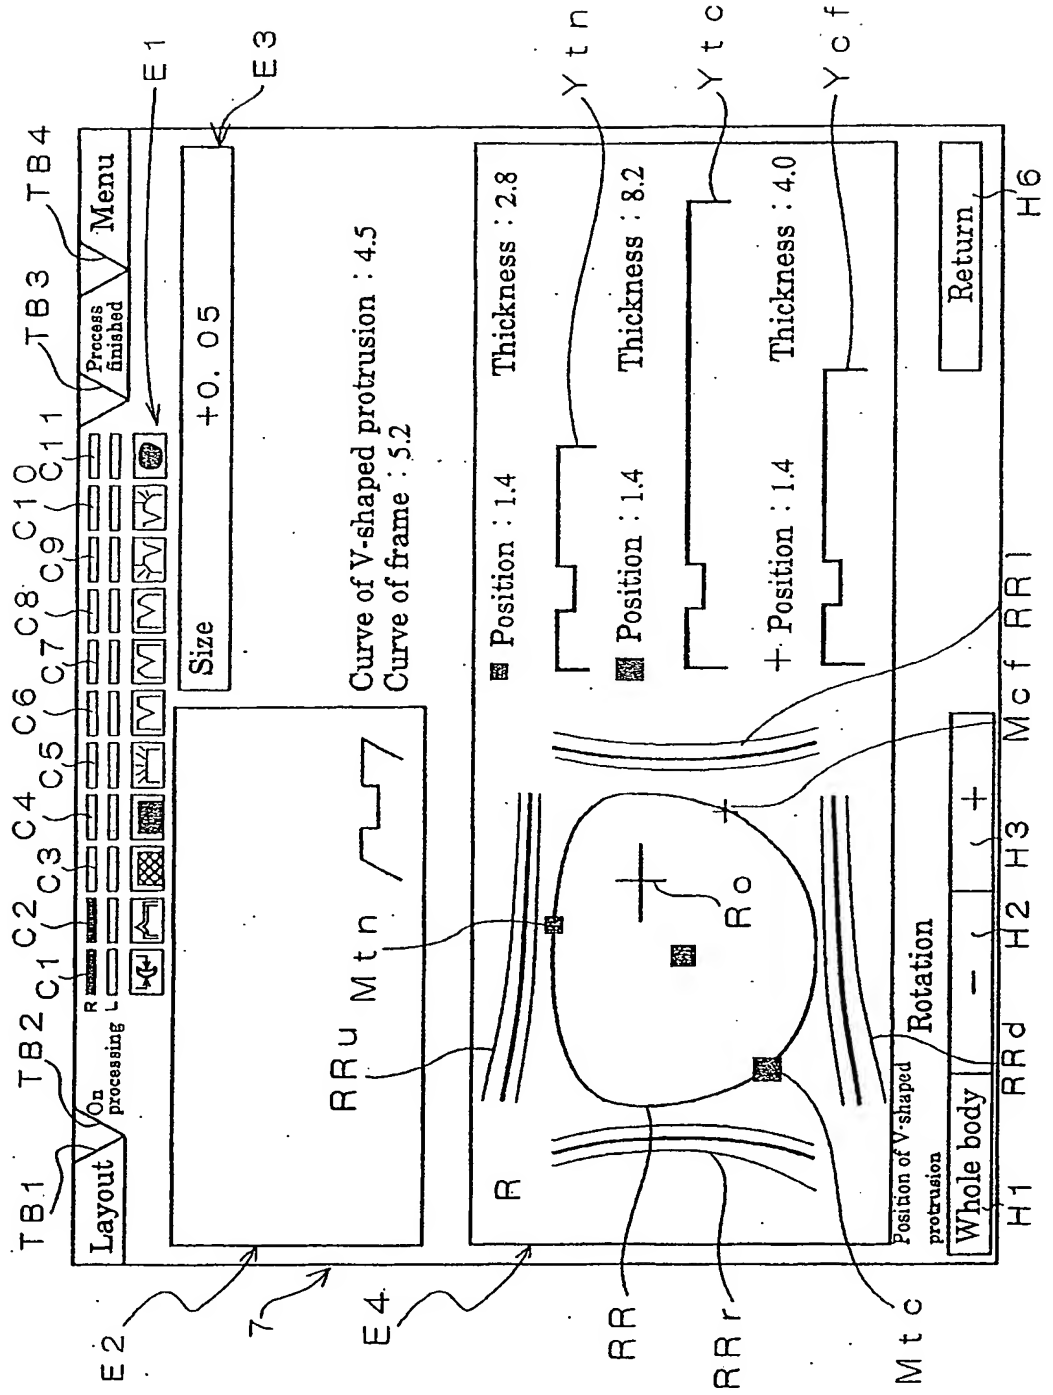 TB1
TB2
C1
C2
C3
C4
C5
C6
C7
C8
C9
C10
C11
TB3
TB4
E1
E3
Layout
On
processing
R
L
Process
finished
Menu
E2
Size
+0.05
7
RRu
Mtn
Curve of V-shaped protrusion : 4.5
Curve of frame : 5.2
E4
R
Position : 1.4
Thickness : 2.8
Ytn
Position : 1.4
Thickness : 8.2
Ytc
+ Position : 1.4
Thickness : 4.0
Ycf
Ro
RR
RRr
Mtc
Position of V-shaped
protrusion
Rotation
RRd
Mcf
RRl
Whole body
−
+
Return
H1
H2
H3
H6